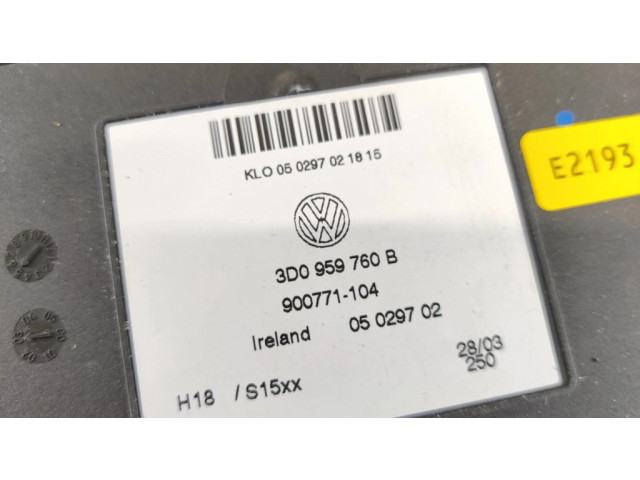 KLO 05 0297 02 18 15
E2193
3D0 959 760 B
900771-104
Ireland 05 0297 02
28/03
250
H18 /S15xx